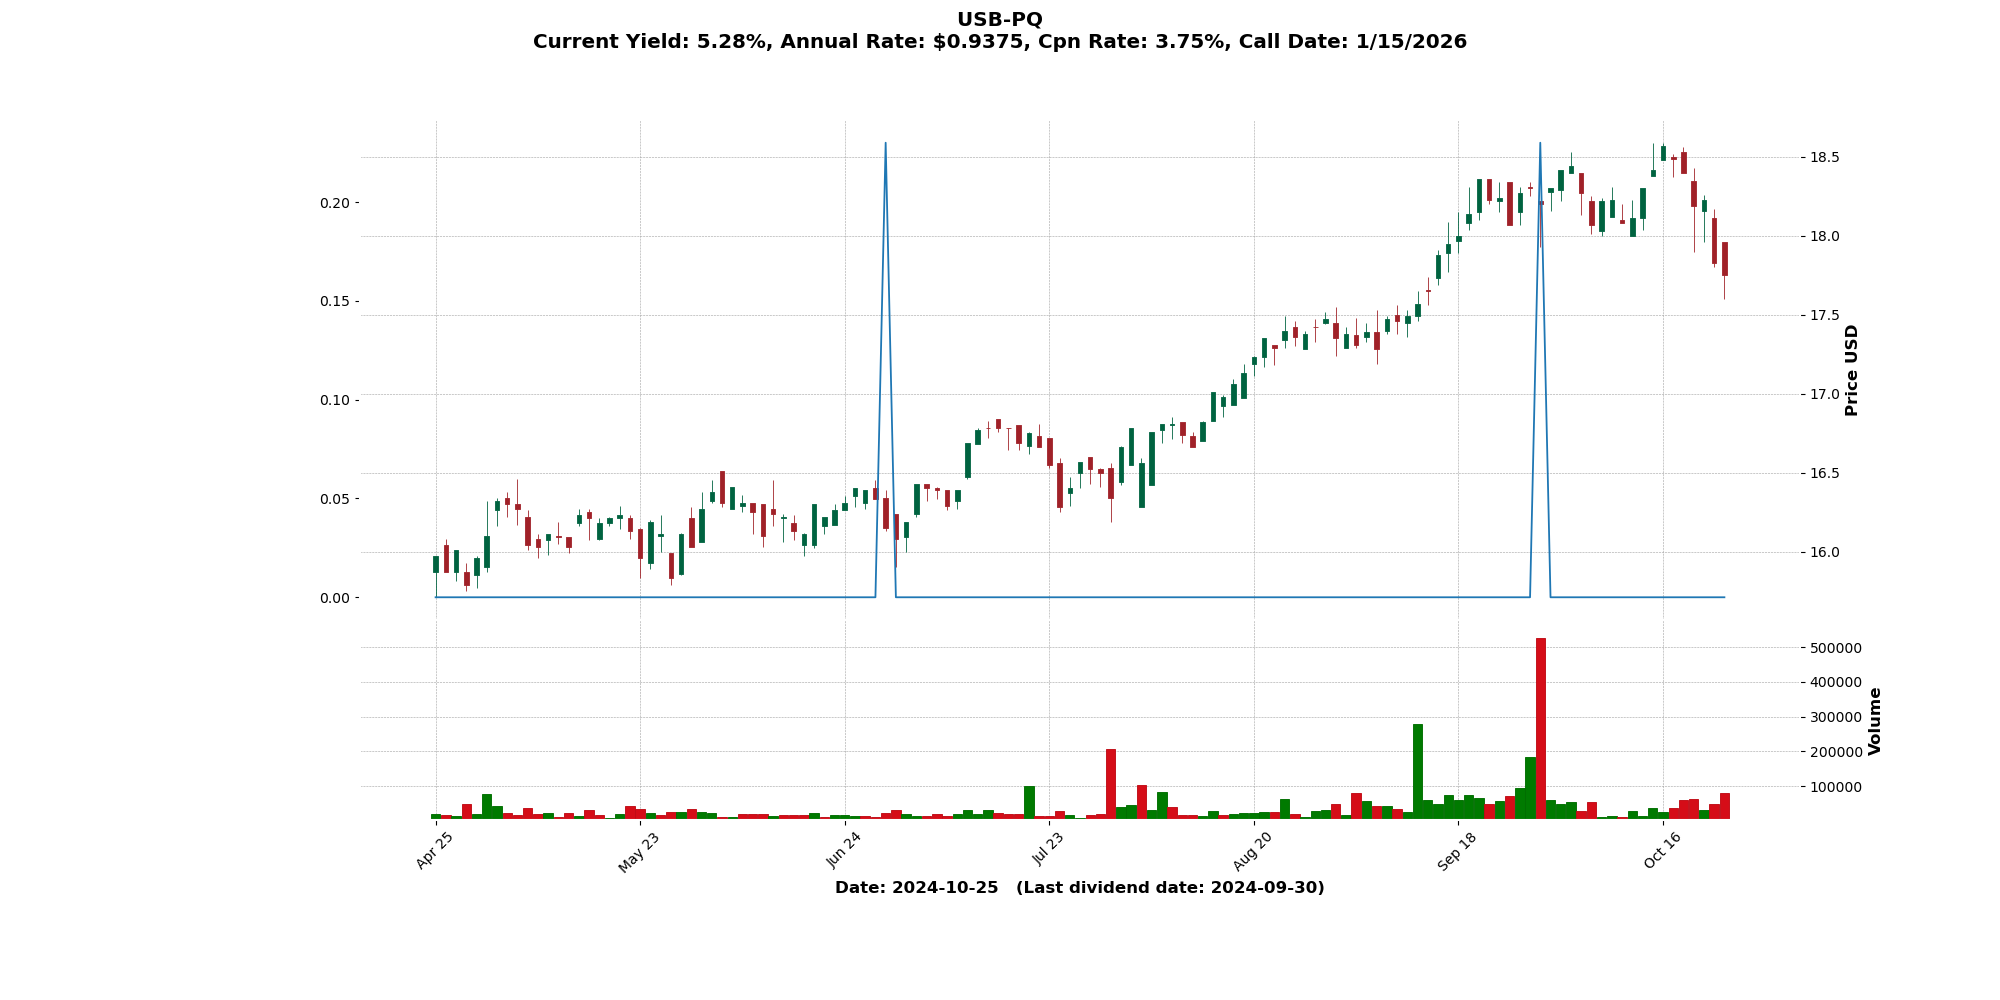 USB-PQ
Current Yield: 5.28%, Annual Rate: $0.9375, Cpn Rate: 3.75%, Call Date: 1/15/2026
0.20
0.15
0.10
0.05
0.00
18.5
18.0
17.5
17.0
16.5
16.0
Price USD
500000
400000
300000
200000
100000
Volume
Apr 25
May 23
Jun 24
Jul 23
Aug 20
Sep 18
Oct 16
Date: 2024-10-25 (Last dividend date: 2024-09-30)